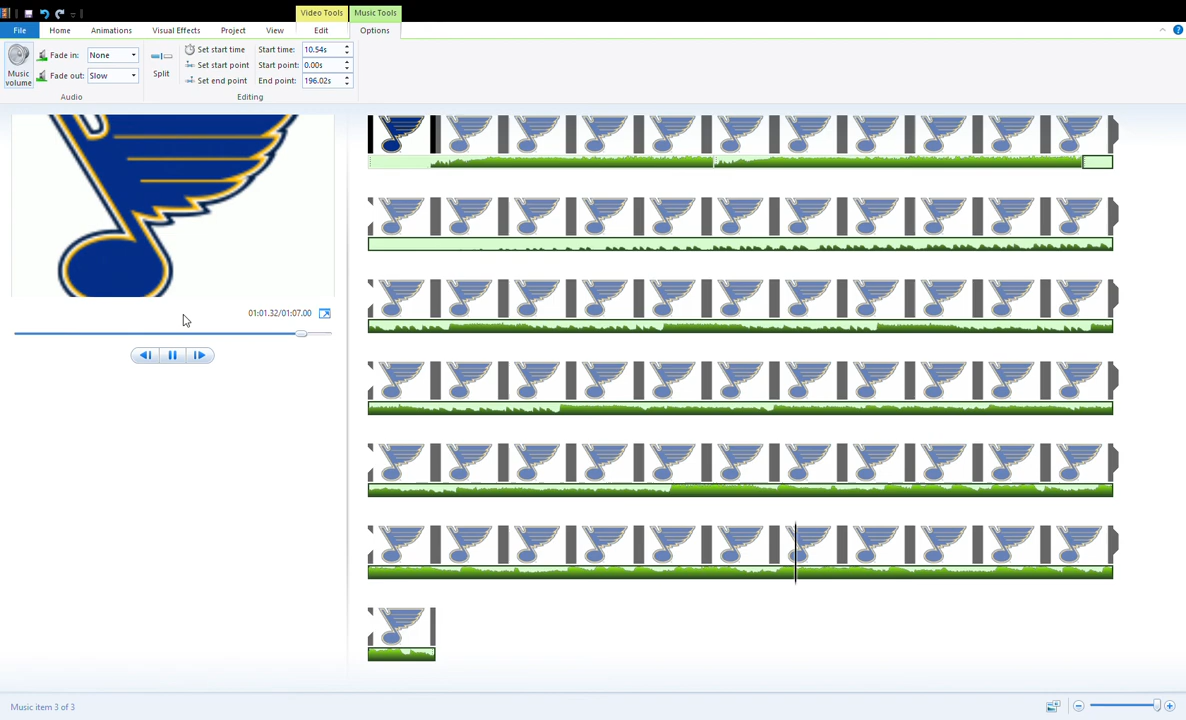 Video Tools Music Tools
File Home Animations Visual Effects Project View Edit Options
Music volume
Fade in: None
Fade out: Slow
Audio
Split
Set start time Start time: 10.54s
Set start point Start point: 0.00s
Set end point End point: 196.02s
Editing
01:01.32/01:07.00
Music item 3 of 3